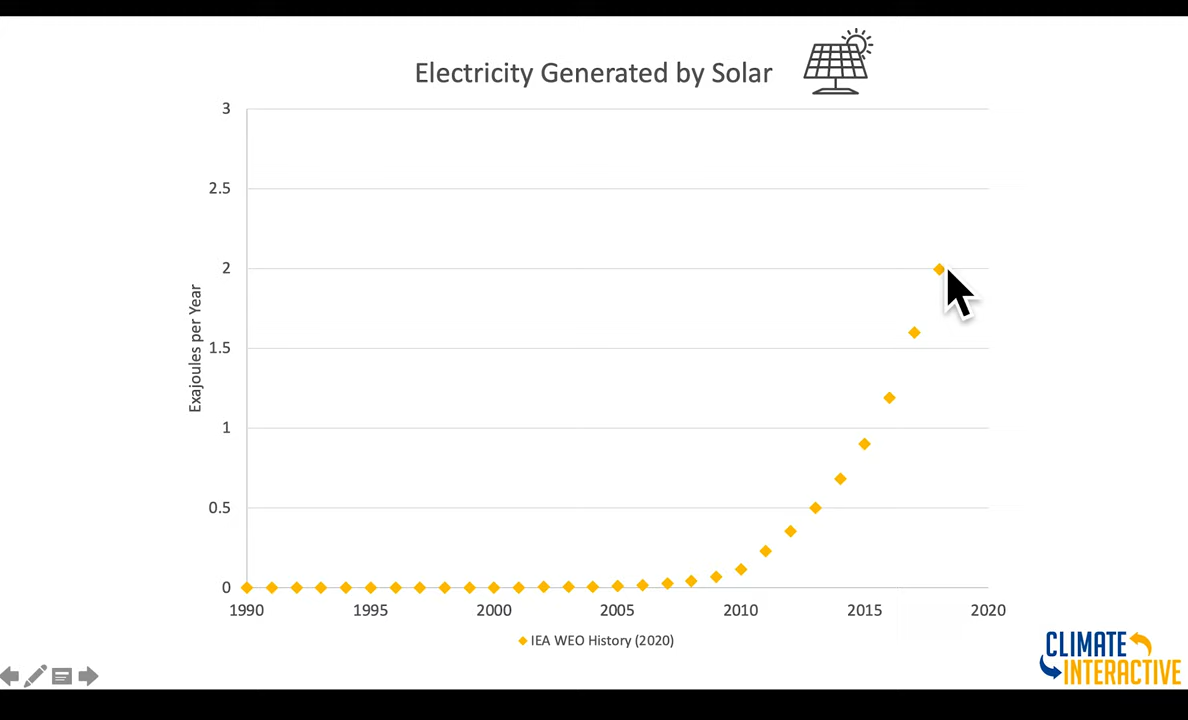 Electricity Generated by Solar
3
2.5
2
1.5
1
0.5
0
Exajoules per Year
1990 1995 2000 2005 2010 2015 2020
IEA WEO History (2020)
CLIMATE
INTERACTIVE